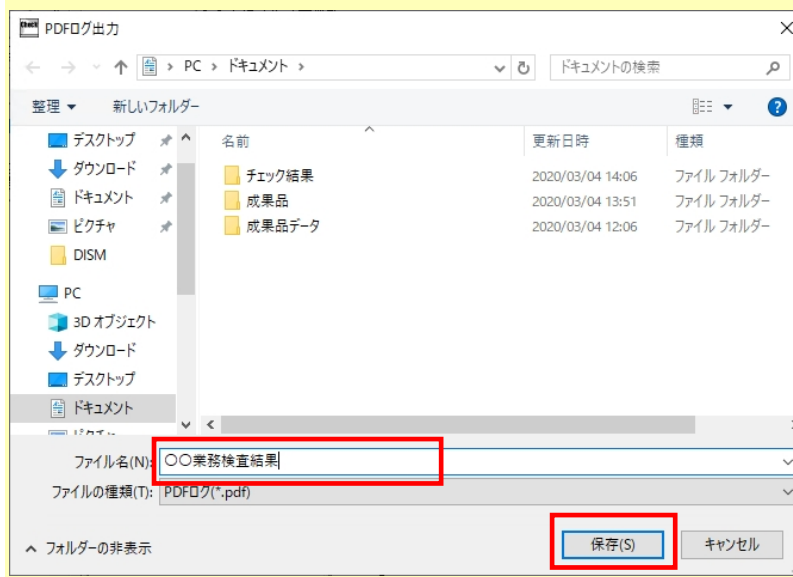 Check PDFログ出力
PC › ドキュメント ›
ドキュメントの検索
整理 新しいフォルダー
デスクトップ
ダウンロード
ドキュメント
ピクチャ
DISM
PC
3D オブジェクト
ダウンロード
デスクトップ
ドキュメント
名前 更新日時 種類
チェック結果 2020/03/04 14:06 ファイル フォルダー
成果品 2020/03/04 13:51 ファイル フォルダー
成果品データ 2020/03/04 12:06 ファイル フォルダー
ファイル名(N): 〇〇業務検査結果
ファイルの種類(T): PDFログ(*.pdf)
フォルダーの非表示
保存(S) キャンセル